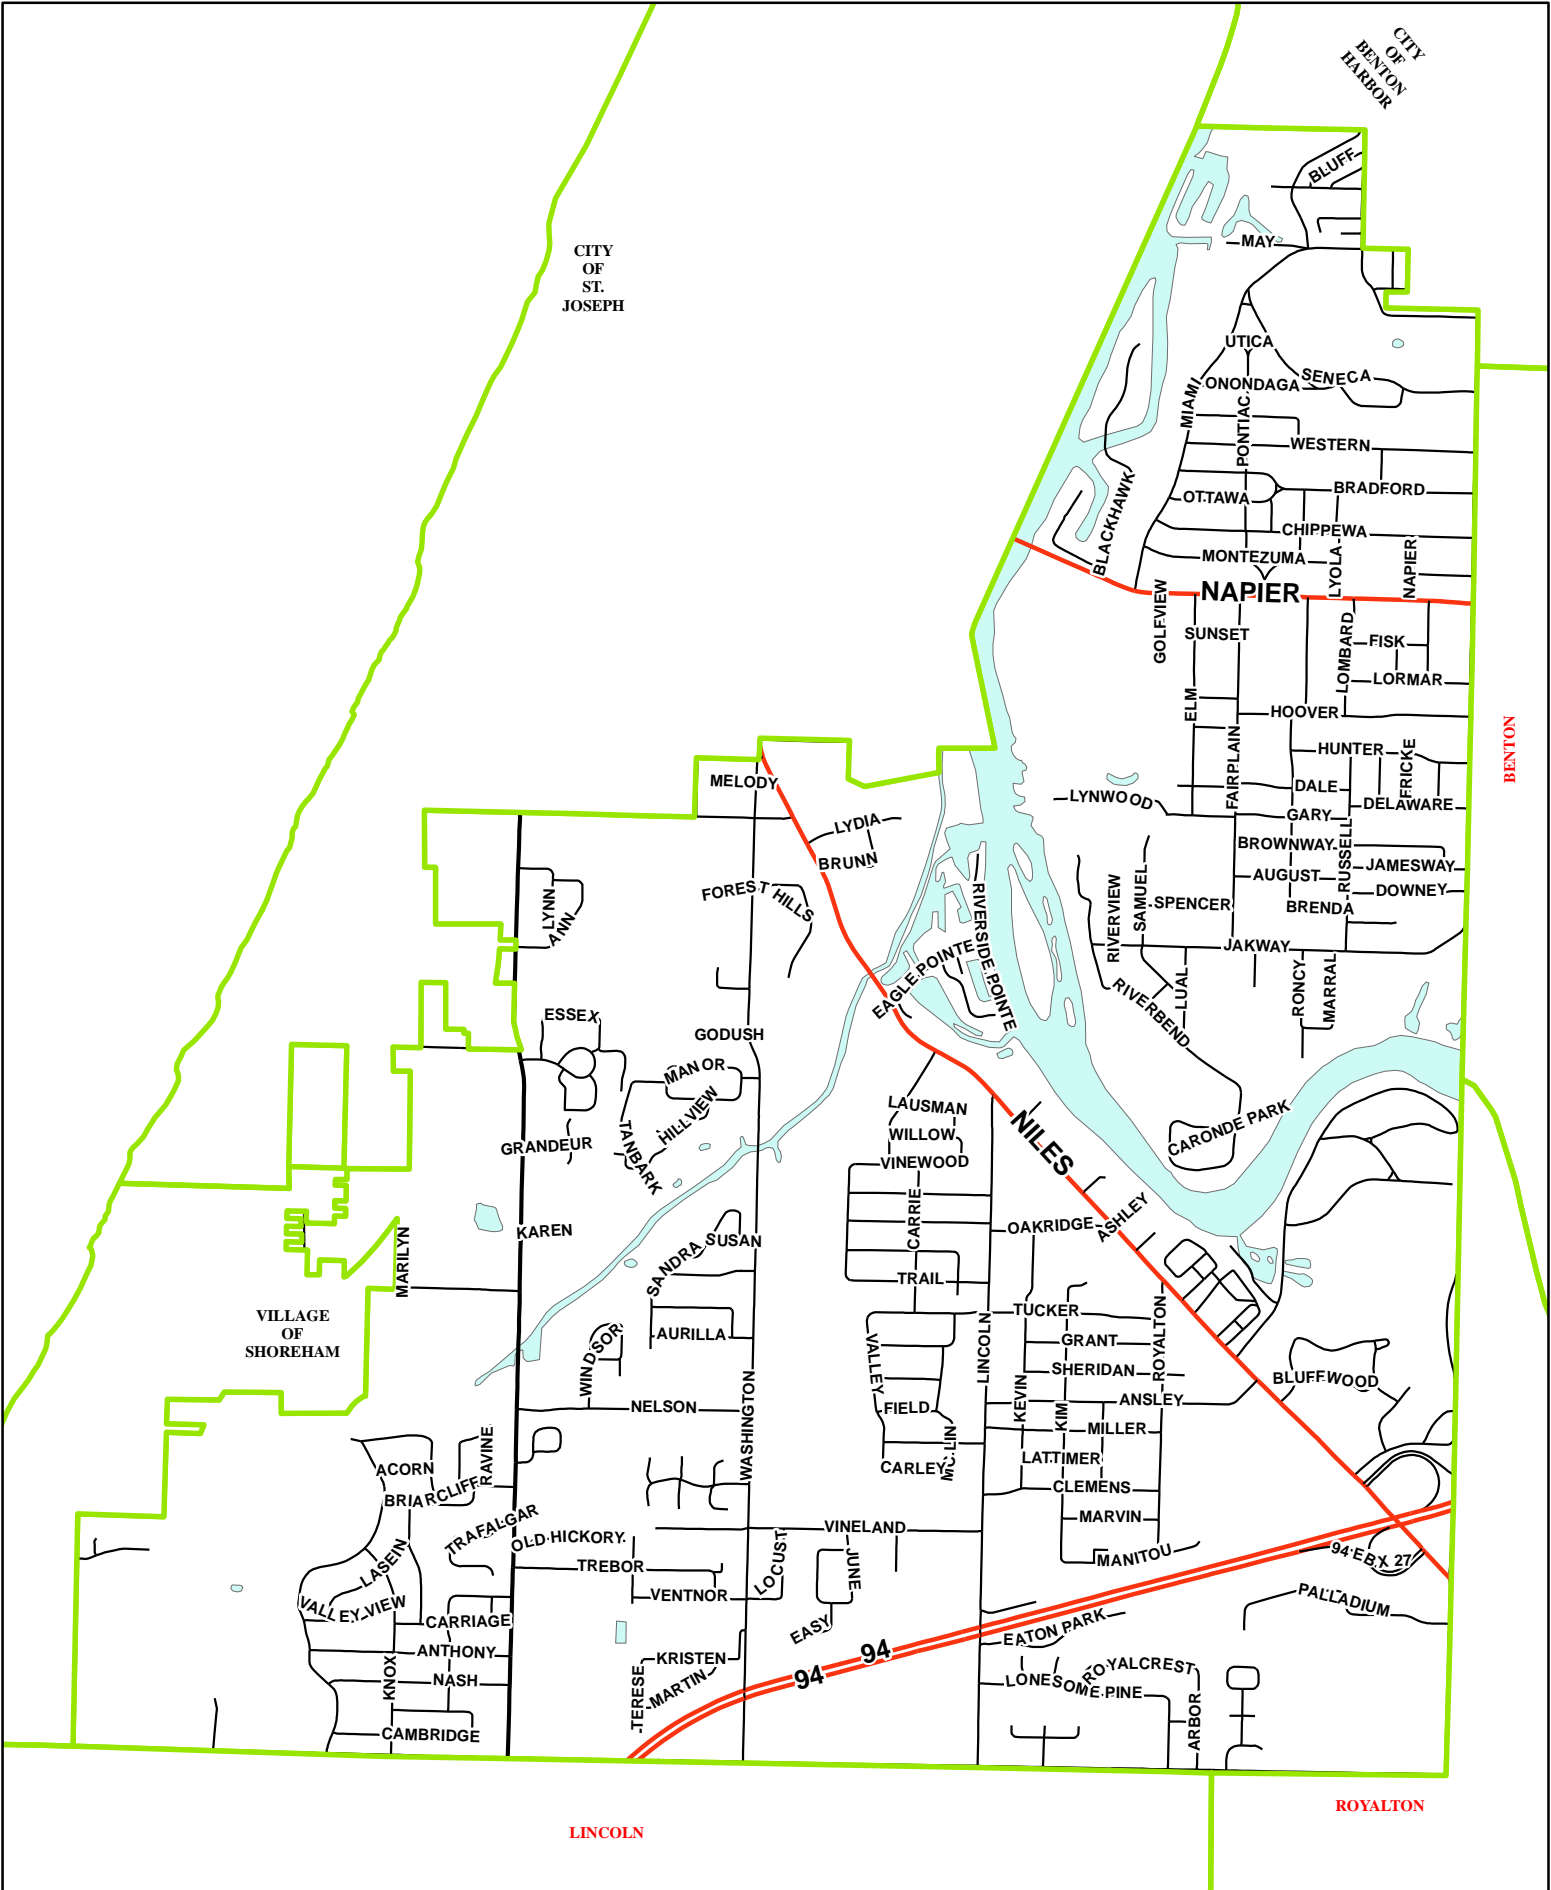 CITY
OF
BENTON
HARBOR
BLUFF
CITY
OF
ST.
JOSEPH
MAY
UTICA
SENECA
ONONDAGA
MIAMI
PONTIAC
WESTERN
BRADFORD
OTTAWA
BLACKHAWK
CHIPPEWA
MONTEZUMA
LYOLA
NAPIER
NAPIER
GOLFVIEW
SUNSET
LOMBARD
FISK
LORMAR
ELM
HOOVER
FAIRPLAIN
HUNTER
FRICKE
BENTON
DALE
DELAWARE
LYNWOOD
GARY
BROWNWAY
RUSSELL
JAMESWAY
AUGUST
DOWNEY
BRENDA
SAMUEL
SPENCER
RIVERVIEW
JAKWAY
LUAL
RONCY
MARRAL
RIVERBEND
CARONDE PARK
MELODY
LYDIA
BRUNN
FOREST HILLS
LYNN
ANN
RIVERSIDE POINTE
EAGLE POINTE
ESSEX
GODUSH
MANOR
HILLVIEW
TANBARK
GRANDEUR
LAUSMAN
WILLOW
VINEWOOD
NILES
CARRIE
OAKRIDGE
ASHLEY
KAREN
SUSAN
SANDRA
MARILYN
TRAIL
VILLAGE
OF
SHOREHAM
AURILLA
WINDSOR
TUCKER
LINCOLN
GRANT
ROYALTON
VALLEY
SHERIDAN
BLUFFWOOD
NELSON
WASHINGTON
FIELD
KEVIN
KIM
ANSLEY
MILLER
MCLIN
CARLEY
LATTIMER
CLEMENS
RAVINE
ACORN
BRIARCLIFF
TRAFALGAR
OLD HICKORY
VINELAND
MARVIN
MANITOU
94 EB X 27
LASEIN
TREBOR
LOCUST
JUNE
VENTNOR
PALLADIUM
VALLEY VIEW
CARRIAGE
EASY
EATON PARK
ANTHONY
KRISTEN
94
94
KNOX
NASH
TERESE
MARTIN
ROYALCREST
LONESOME PINE
ARBOR
CAMBRIDGE
ROYALTON
LINCOLN